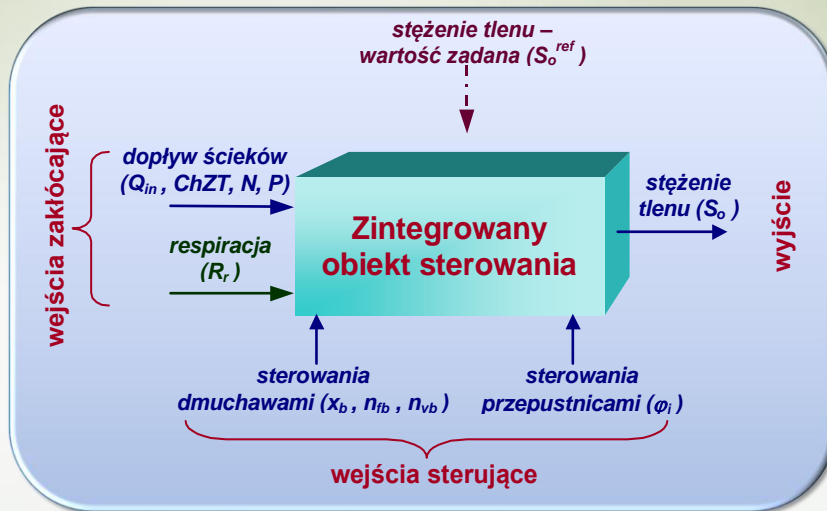 stężenie tlenu –
wartość zadana (Sₒʳᵉᶠ )
wejścia zakłócające
dopływ ścieków
(Qᵢₙ , ChZT, N, P)
respiracja
(Rᵣ )
Zintegrowany
obiekt sterowania
stężenie
tlenu (Sₒ )
wyjście
sterowania
dmuchawami (x_b , n_fb , n_vb )
sterowania
przepustnicami (φᵢ )
wejścia sterujące